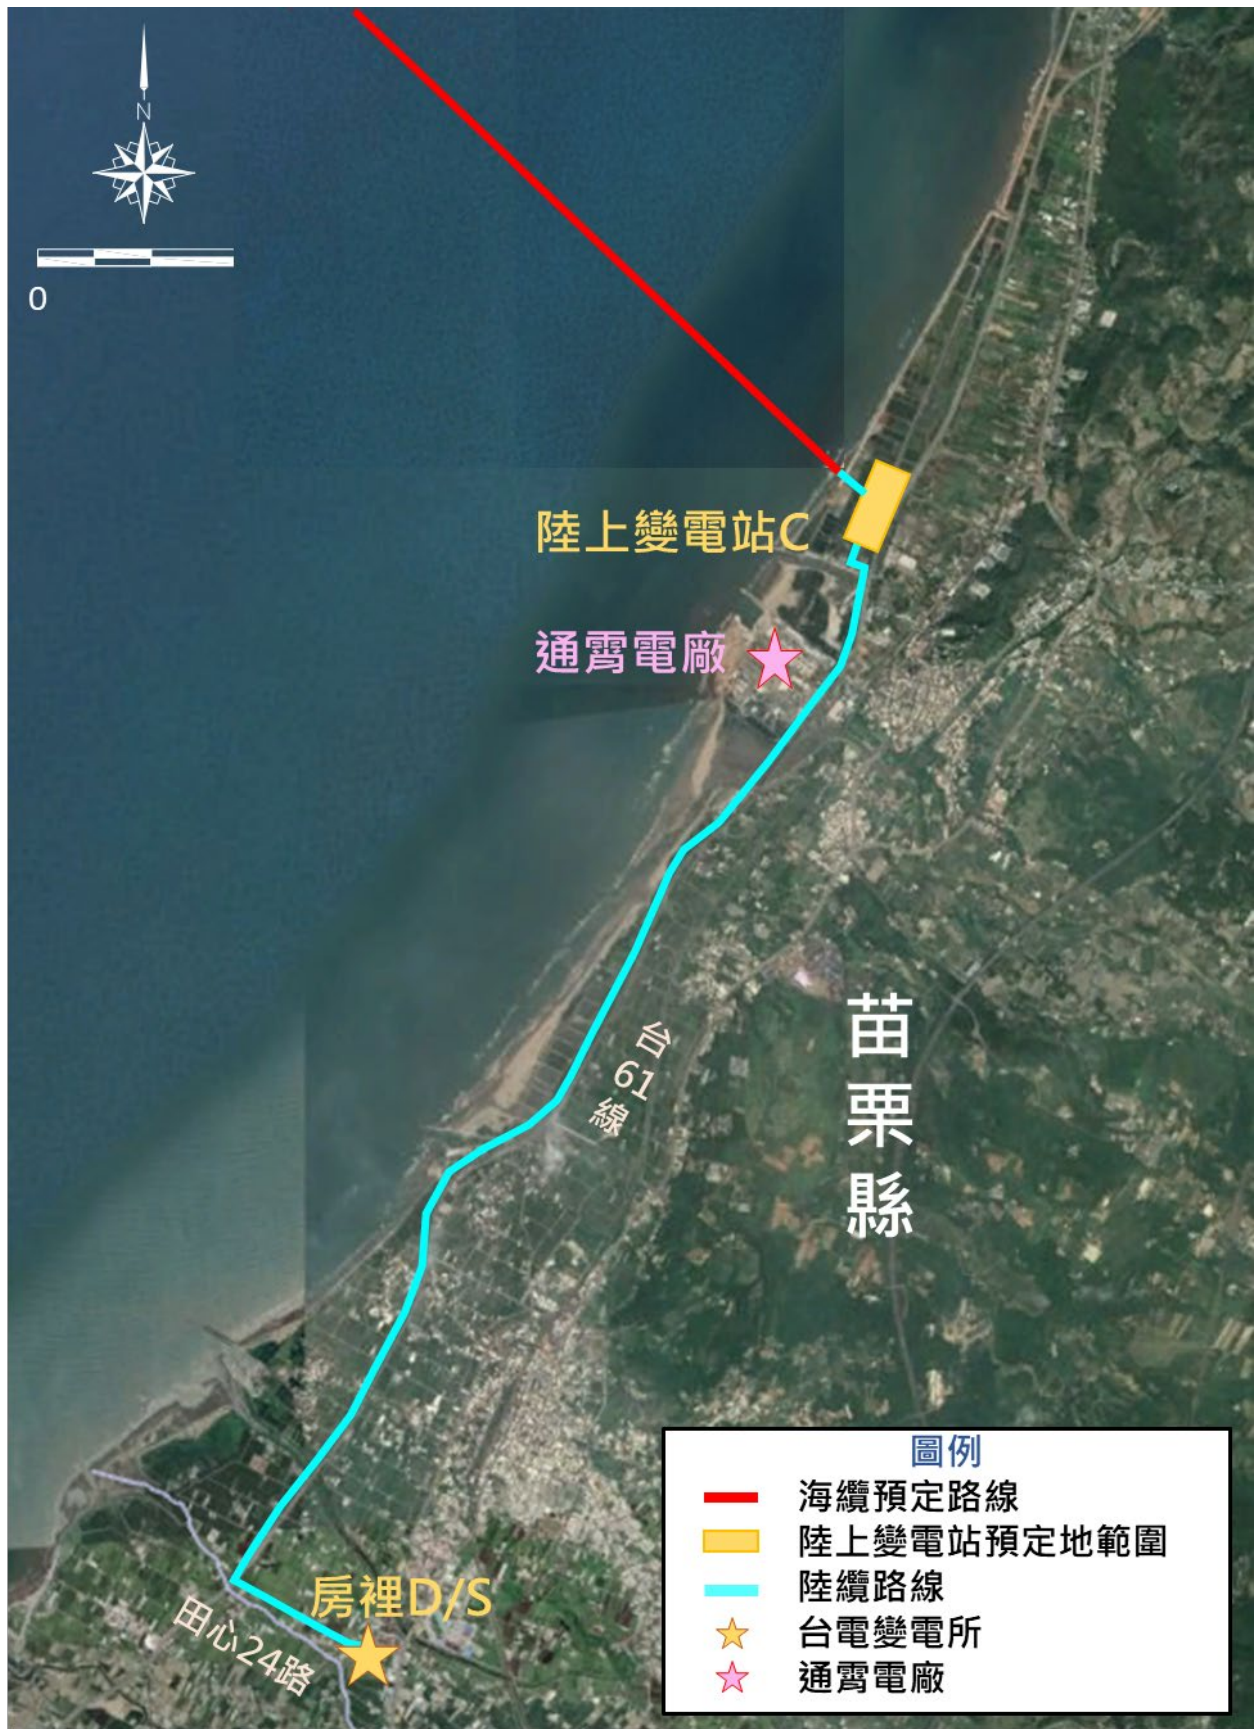 N
0
陸上變電站C
通霄電廠
台61線
苗栗縣
房裡D/S
田心24路
圖例
海纜預定路線
陸上變電站預定地範圍
陸纜路線
台電變電所
通霄電廠